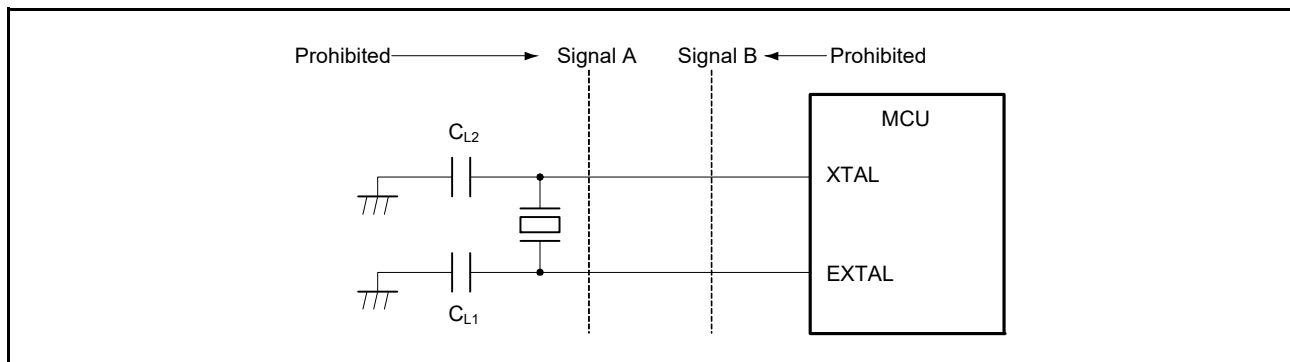 Prohibited Signal A Signal B Prohibited
MCU
CL2
XTAL
EXTAL
CL1